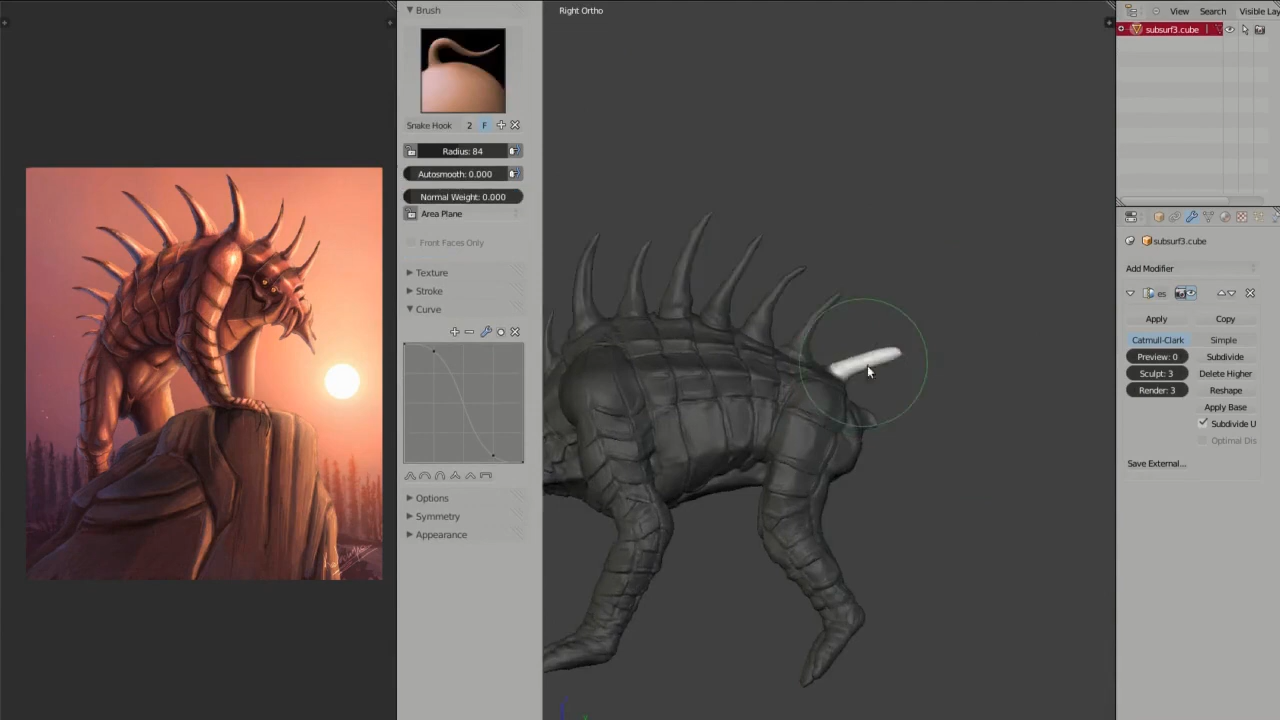 Brush
Snake Hook 2 F
Radius: 84
Autosmooth: 0.000
Normal Weight: 0.000
Area Plane
Front Faces Only
Texture
Stroke
Curve
Options
Symmetry
Appearance
Right Ortho
View Search Visible Lay
subsurf3.cube
subsurf3.cube
Add Modifier
es
Apply Copy
Catmull-Clark Simple
Preview: 0 Subdivide
Sculpt: 3 Delete Higher
Render: 3 Reshape
Apply Base
Subdivide U
Optimal Dis
Save External...